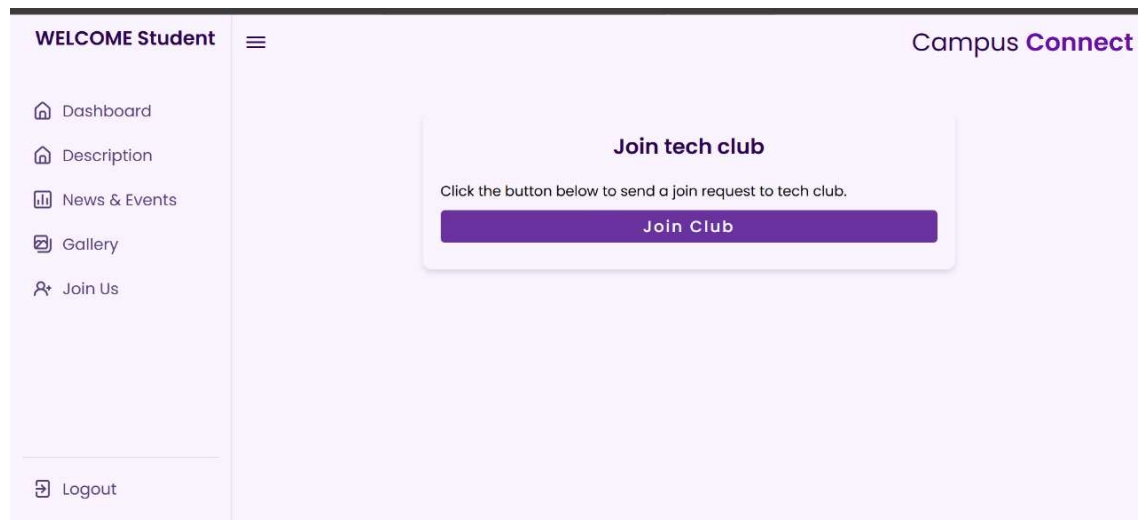 WELCOME Student
Campus Connect
Dashboard
Description
News & Events
Gallery
Join Us
Logout
Join tech club
Click the button below to send a join request to tech club.
Join Club